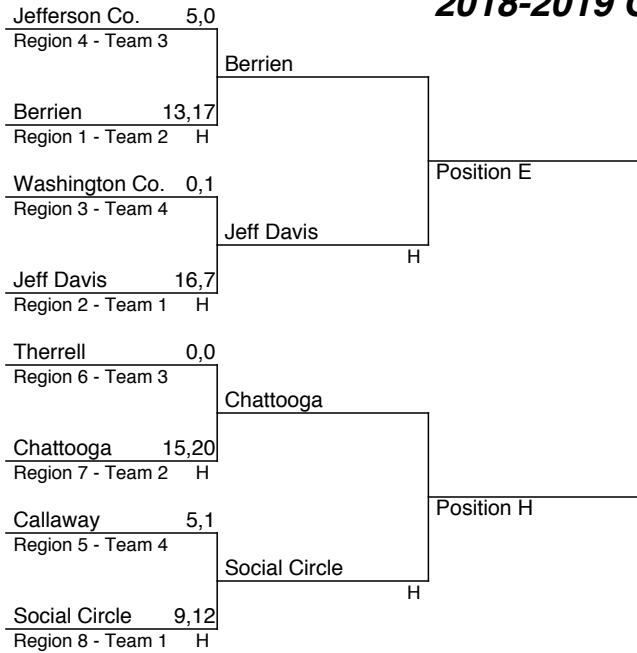 2018-2019 
Jefferson Co. 5,0
Region 4 - Team 3
Berrien
Berrien 13,17
Region 1 - Team 2 H
Position E
Washington Co. 0,1
Region 3 - Team 4
Jeff Davis
H
Jeff Davis 16,7
Region 2 - Team 1 H
Therrell 0,0
Region 6 - Team 3
Chattooga
Chattooga 15,20
Region 7 - Team 2 H
Position H
Callaway 5,1
Region 5 - Team 4
Social Circle
H
Social Circle 9,12
Region 8 - Team 1 H